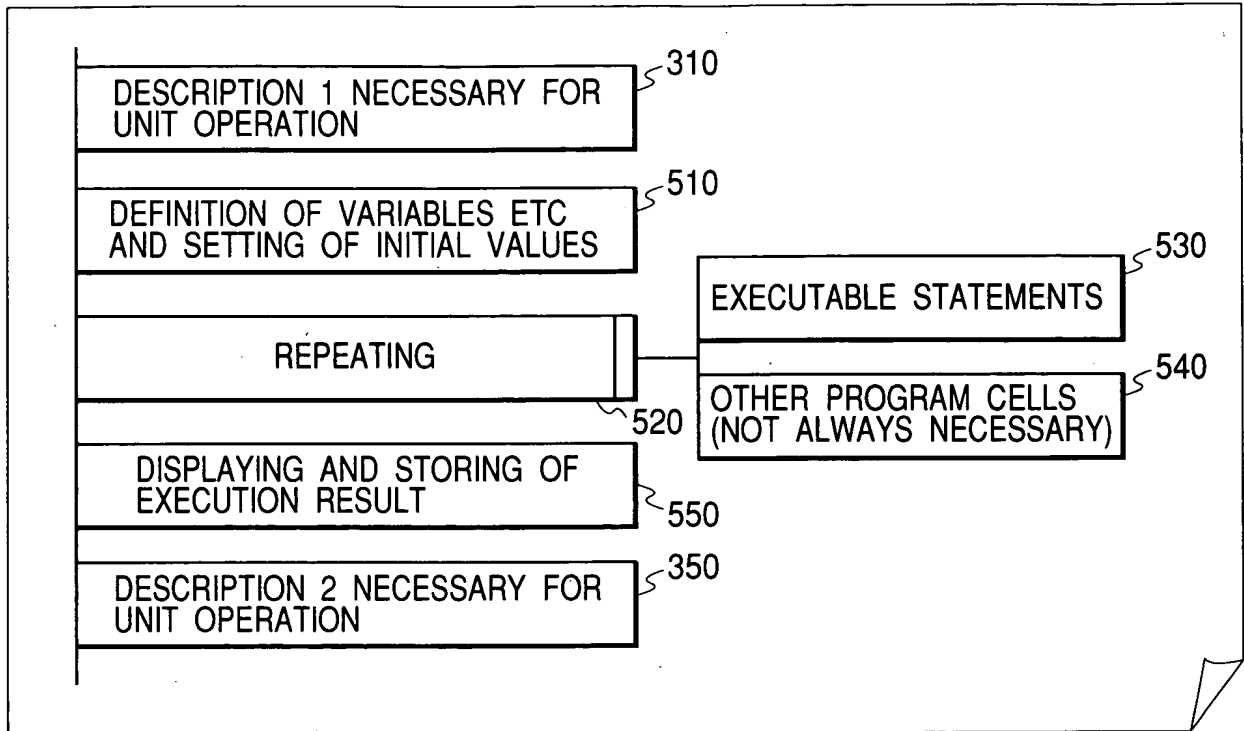 310
DESCRIPTION 1 NECESSARY FOR
UNIT OPERATION
510
DEFINITION OF VARIABLES ETC
AND SETTING OF INITIAL VALUES
530
EXECUTABLE STATEMENTS
REPEATING
520
540
OTHER PROGRAM CELLS
(NOT ALWAYS NECESSARY)
DISPLAYING AND STORING OF
EXECUTION RESULT
550
350
DESCRIPTION 2 NECESSARY FOR
UNIT OPERATION